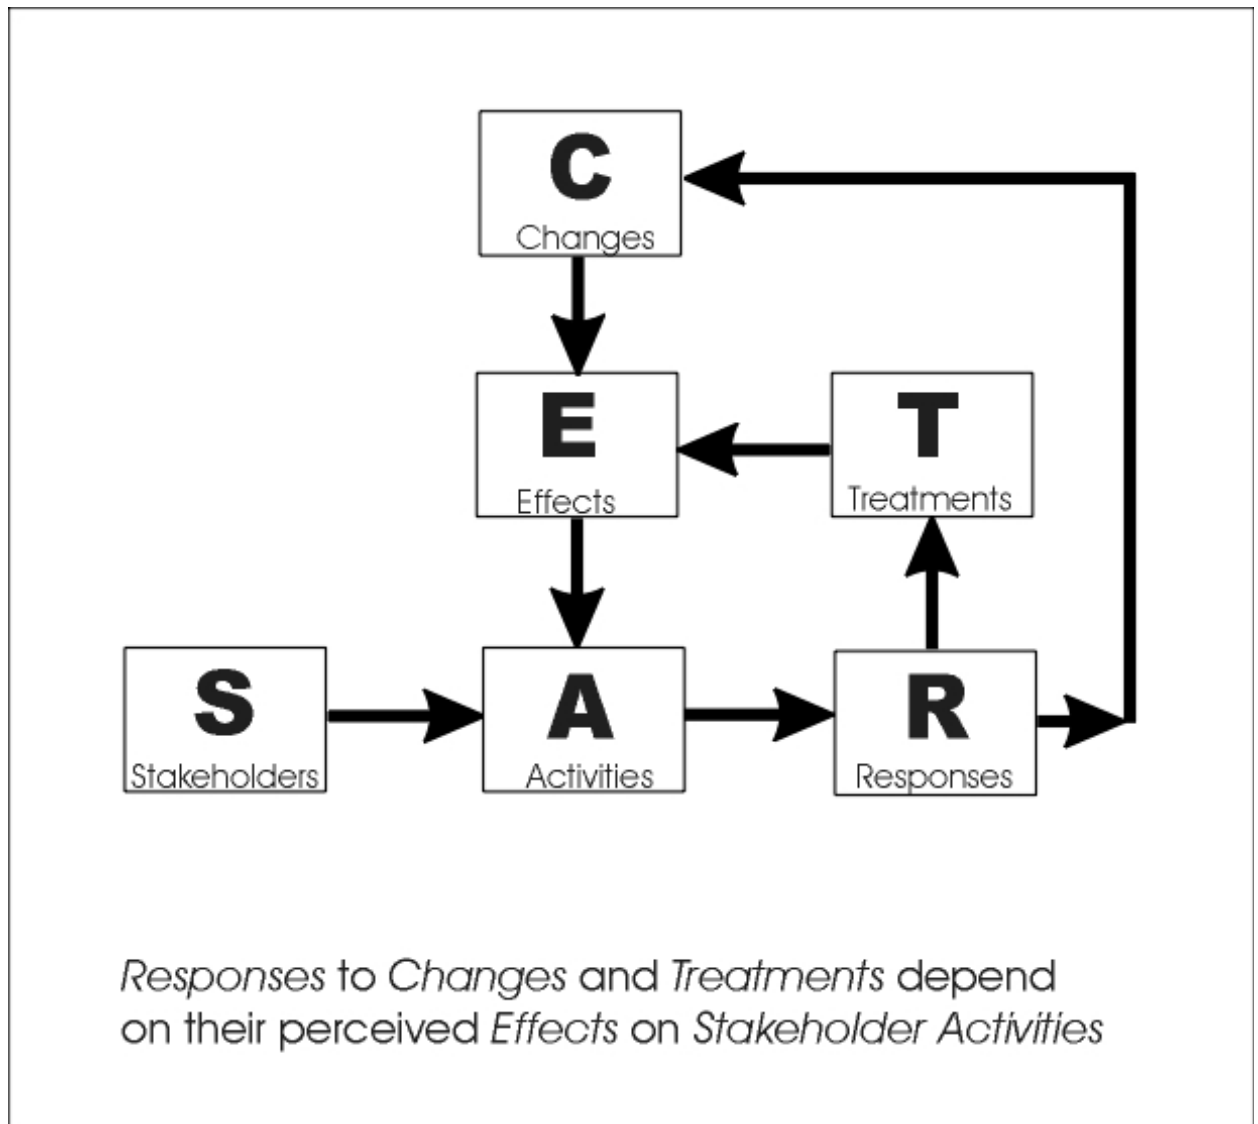 C
Changes
E
Effects
T
Treatments
S
Stakeholders
A
Activities
R
Responses
Responses to Changes and Treatments depend
on their perceived Effects on Stakeholder Activities